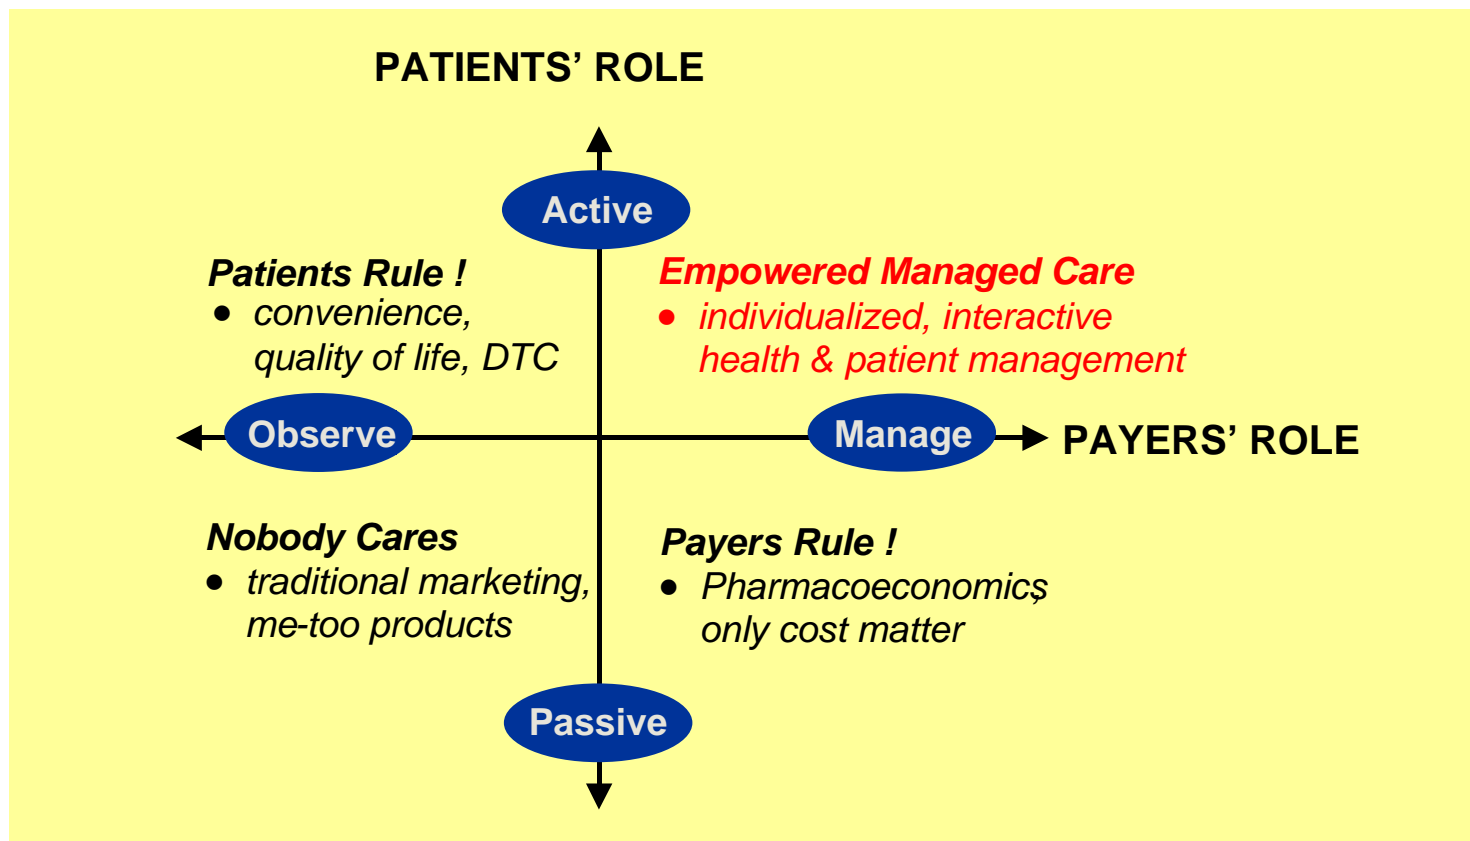 PATIENTS’ ROLE
Active
Patients Rule !
● convenience,
quality of life, DTC
Empowered Managed Care
● individualized, interactive
health & patient management
Observe
Manage
PAYERS’ ROLE
Nobody Cares
● traditional marketing,
me-too products
Payers Rule !
● Pharmacoeconomics,
only cost matter
Passive